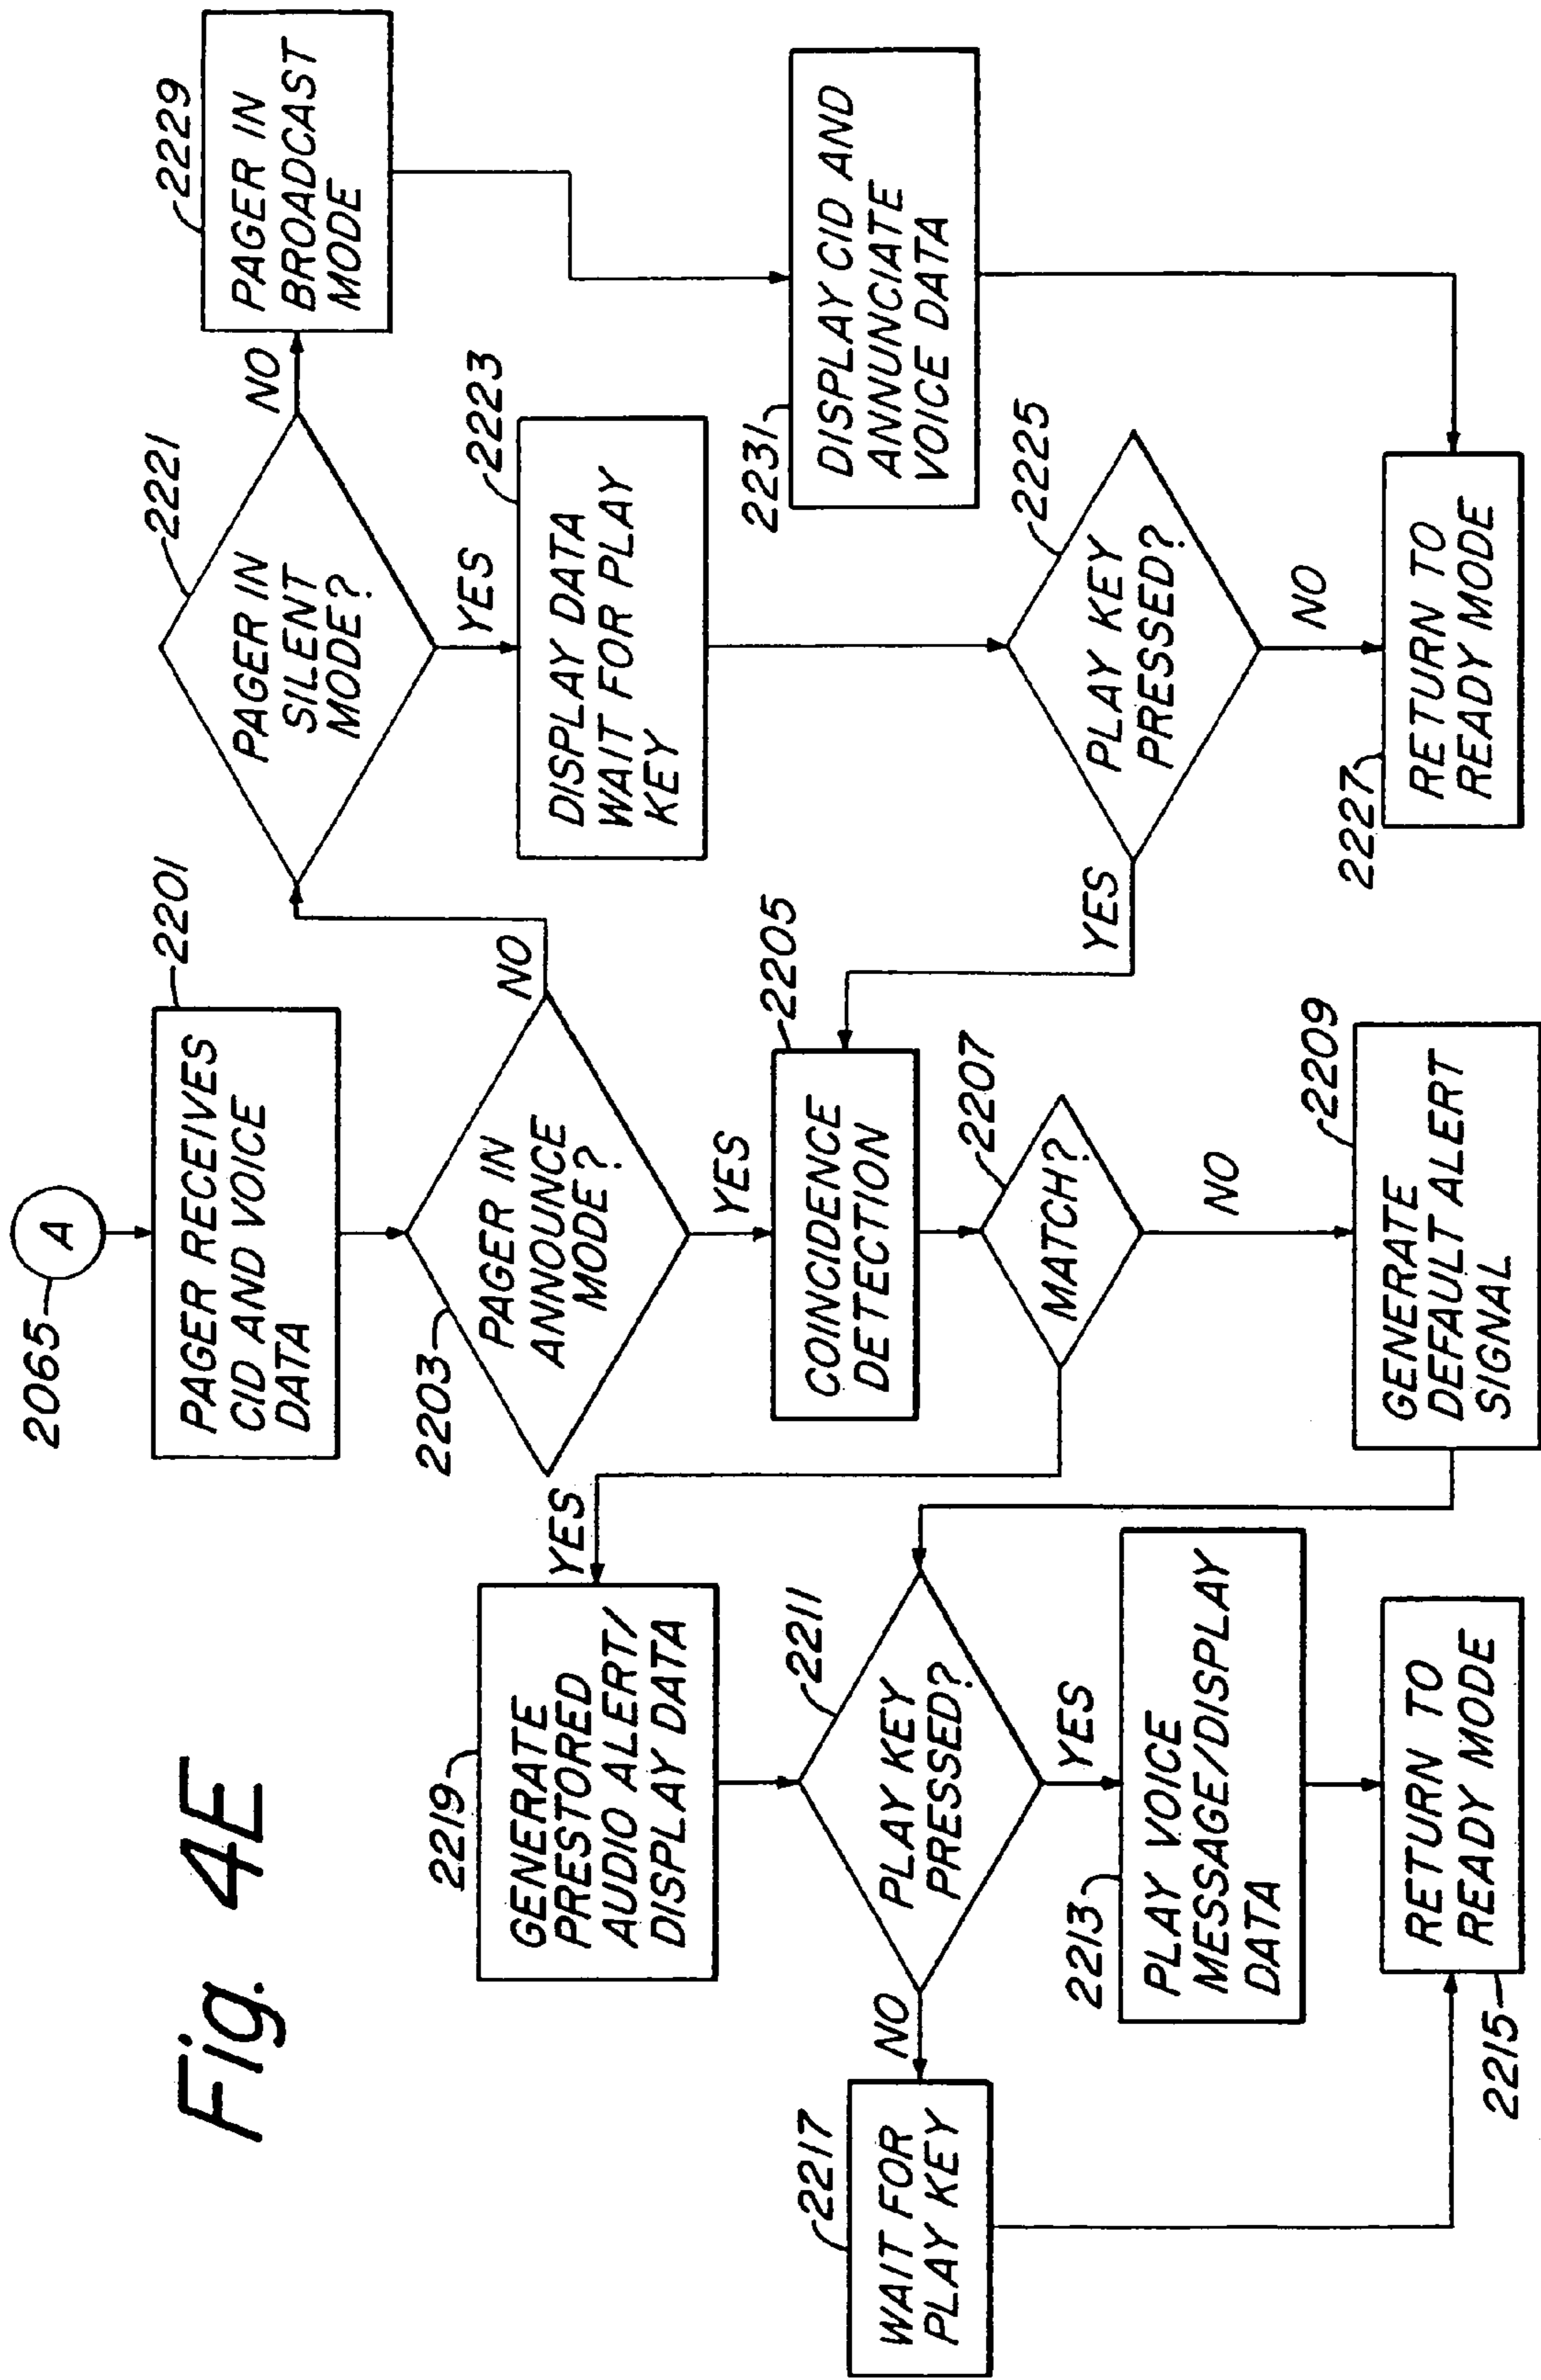 Fig. 4E
2065
A
2201
PAGER RECEIVES
CID AND VOICE
DATA
2203
PAGER IN
ANNOUNCE
MODE?
NO
YES
2221
PAGER IN
SILENT
MODE?
NO
YES
2229
PAGER IN
BROADCAST
MODE
2223
DISPLAY DATA
WAIT FOR PLAY
KEY
2231
DISPLAY CID AND
ANNUNCIATE
VOICE DATA
2225
PLAY KEY
PRESSED?
YES
NO
2227
RETURN TO
READY MODE
2205
COINCIDENCE
DETECTION
2207
MATCH?
YES
NO
2209
GENERATE
DEFAULT ALERT
SIGNAL
2219
GENERATE
PRESTORED
AUDIO ALERT/
DISPLAY DATA
2211
PLAY KEY
PRESSED?
NO
YES
2217
WAIT FOR
PLAY KEY
2213
PLAY VOICE
MESSAGE/DISPLAY
DATA
2215
RETURN TO
READY MODE